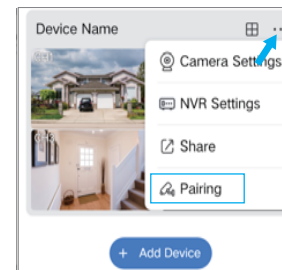 Device Name
Camera Settings
NVR Settings
Share
Pairing
+ Add Device